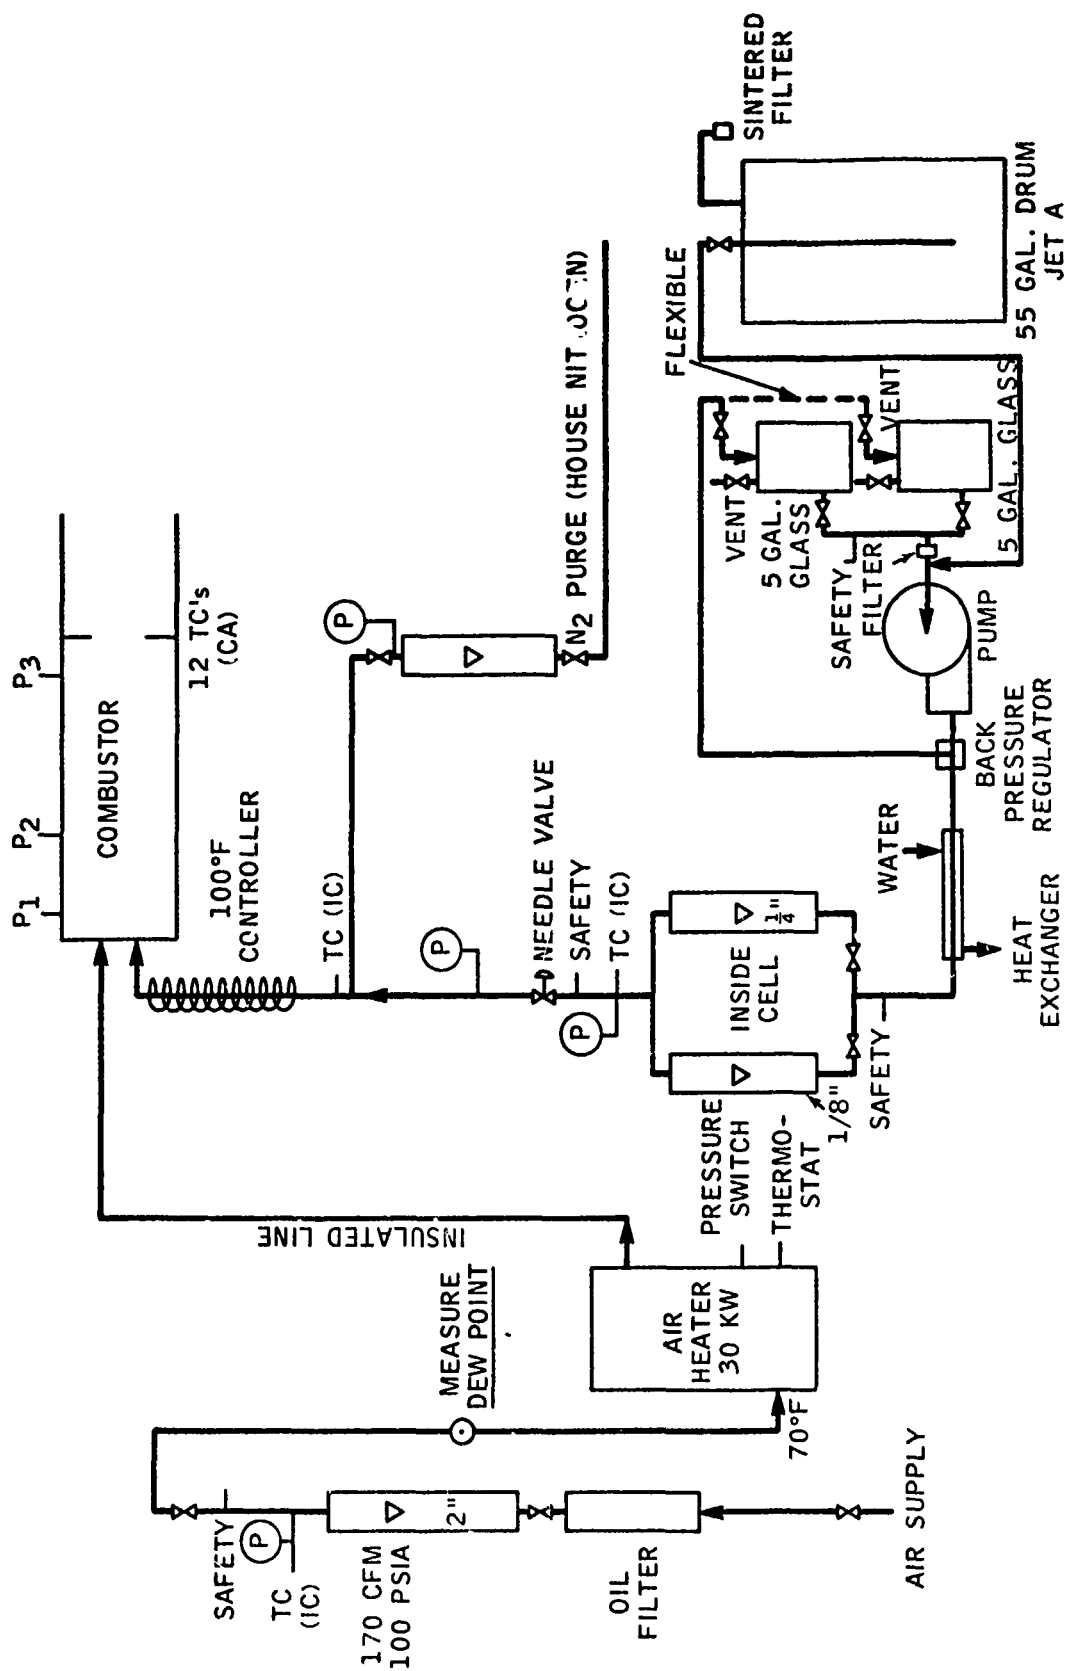 P1
P2
P3
COMBUSTOR
12 TC's
(CA)
100°F
CONTROLLER
TC (IC)
P
P
NEEDLE VALVE
SAFETY
TC (IC)
P
N2 PURGE (HOUSE
INSIDE
CELL
1/4"
1/8"
SAFETY
WATER
HEAT
EXCHANGER
BACK
PRESSURE
REGULATOR
PUMP
SAFETY
FILTER
VENT
5 GAL.
GLASS
VENT
5 GAL. GLASS
FLEXIBLE
SINTERED
FILTER
55 GAL. DRUM
JET A
INSULATED LINE
MEASURE
DEW POINT
PRESSURE
SWITCH
THERMO-
STAT
AIR
HEATER
30 KW
70°F
SAFETY
P
TC
(IC)
170 CFM
100 PSIA
2"
OIL
FILTER
AIR SUPPLY